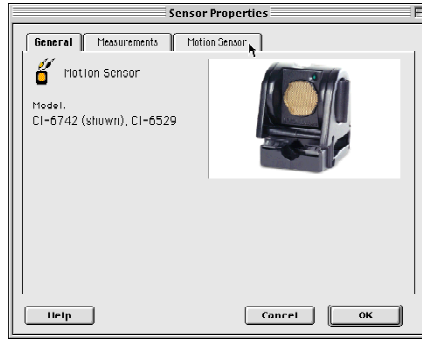 Sensor Properties
General Measurements Motion Sensor
Motion Sensor
Model:
CI-6742 (shown), CI-6529
Help Cancel OK